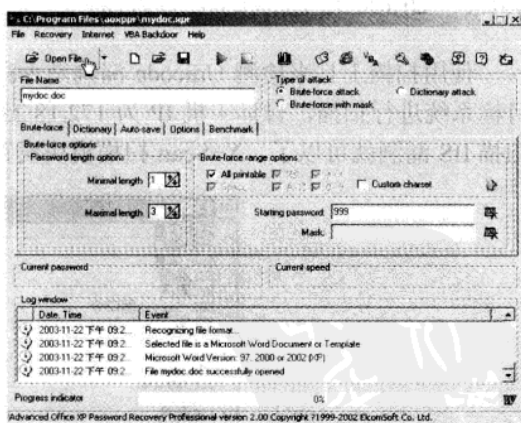 C:\Program Files\aoxppr\mydoc.apr
File Recovery Internet VBA Backdoor Help
Open File...
File Name
mydoc.doc
Type of attack
Brute-force attack
Dictionary attack
Brute-force with mask
Brute-force Dictionary Auto-save Options Benchmark
Brute-force options
Password length options
Minimal length 1
Maximal length 3
Brute-force range options
All printable
Custom charset
Starting password: 999
Mask:
Current password
Current speed
Log window
Date, Time Event
2003-11-22 下午 09:2... Recognizing file format...
2003-11-22 下午 09:2... Selected file is a Microsoft Word Document or Template
2003-11-22 下午 09:2... Microsoft Word Version: 97, 2000 or 2002 (XP)
2003-11-22 下午 09:2... File mydoc.doc successfully opened
Progress indicator 0%
Advanced Office XP Password Recovery Professional version 2.00 Copyright ?1999-2002 ElcomSoft Co. Ltd.